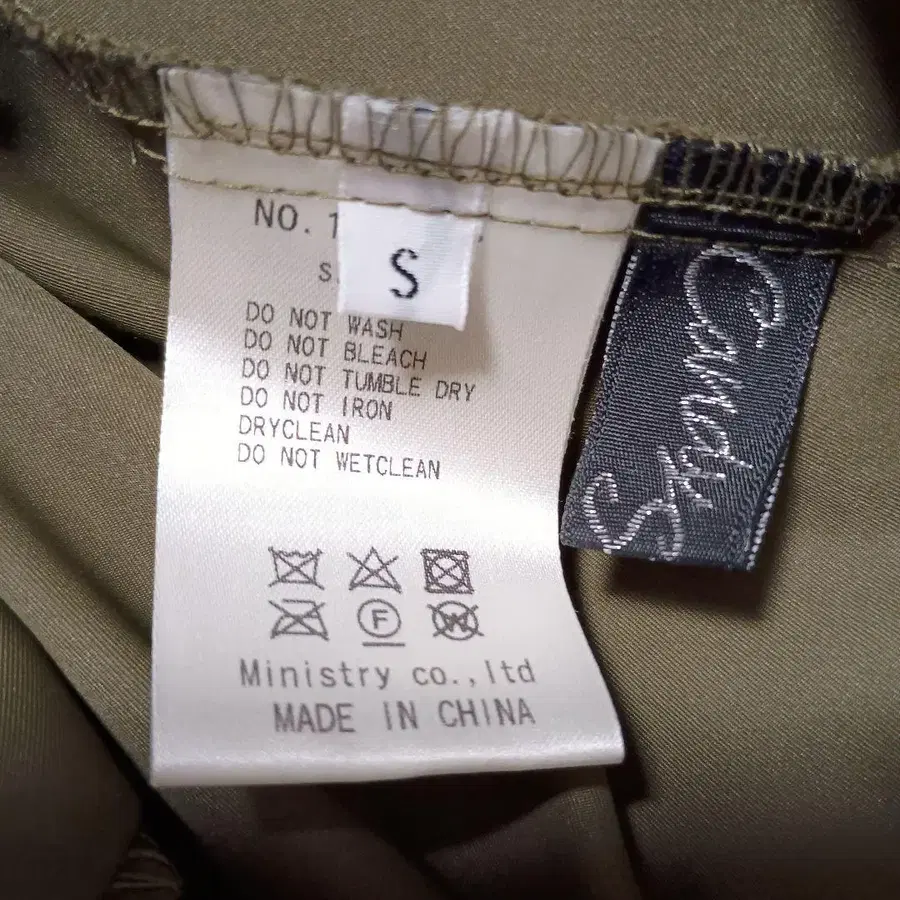 NO. 1
S
S
DO NOT WASH
DO NOT BLEACH
DO NOT TUMBLE DRY
DO NOT IRON
DRYCLEAN
DO NOT WETCLEAN
F
W
Ministry co.,ltd
MADE IN CHINA